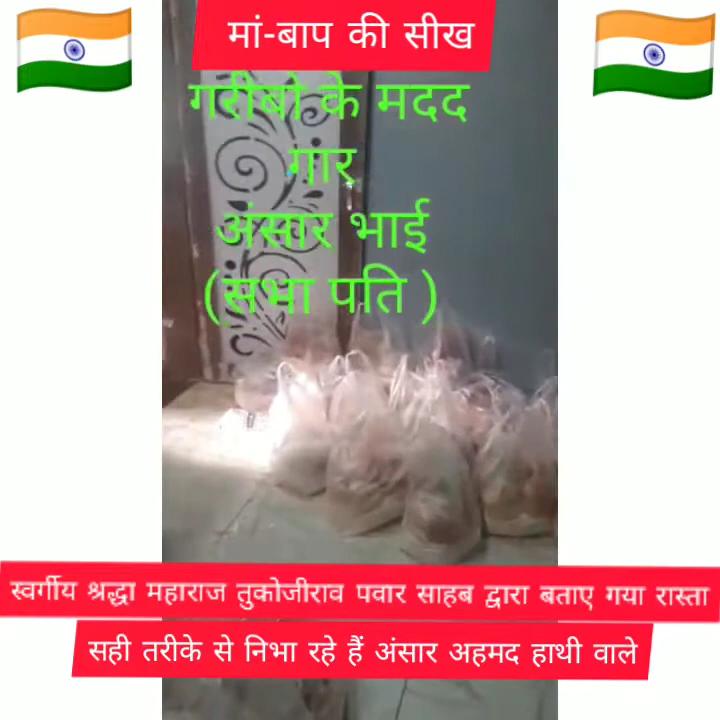 मां-बाप की सीख
गरीबो के मदद
गार
अंसार भाई
(सभा पति )
स्वर्गीय श्रद्धा महाराज तुकोजीराव पवार साहब द्वारा बताए गया रास्ता
सही तरीके से निभा रहे हैं अंसार अहमद हाथी वाले